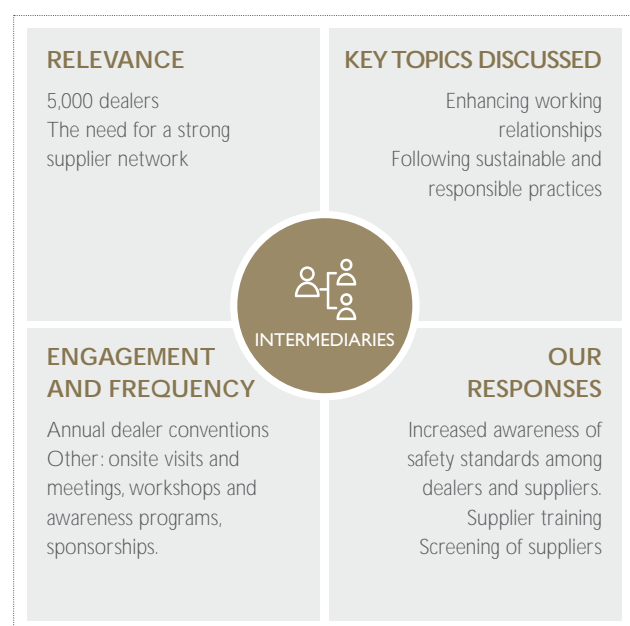 RELEVANCE
5,000 dealers
The need for a strong
supplier network
KEY TOPICS DISCUSSED
Enhancing working
relationships
Following sustainable and
responsible practices
INTERMEDIARIES
ENGAGEMENT
AND FREQUENCY
Annual dealer conventions
Other: onsite visits and
meetings, workshops and
awareness programs,
sponsorships.
OUR
RESPONSES
Increased awareness of
safety standards among
dealers and suppliers.
Supplier training
Screening of suppliers